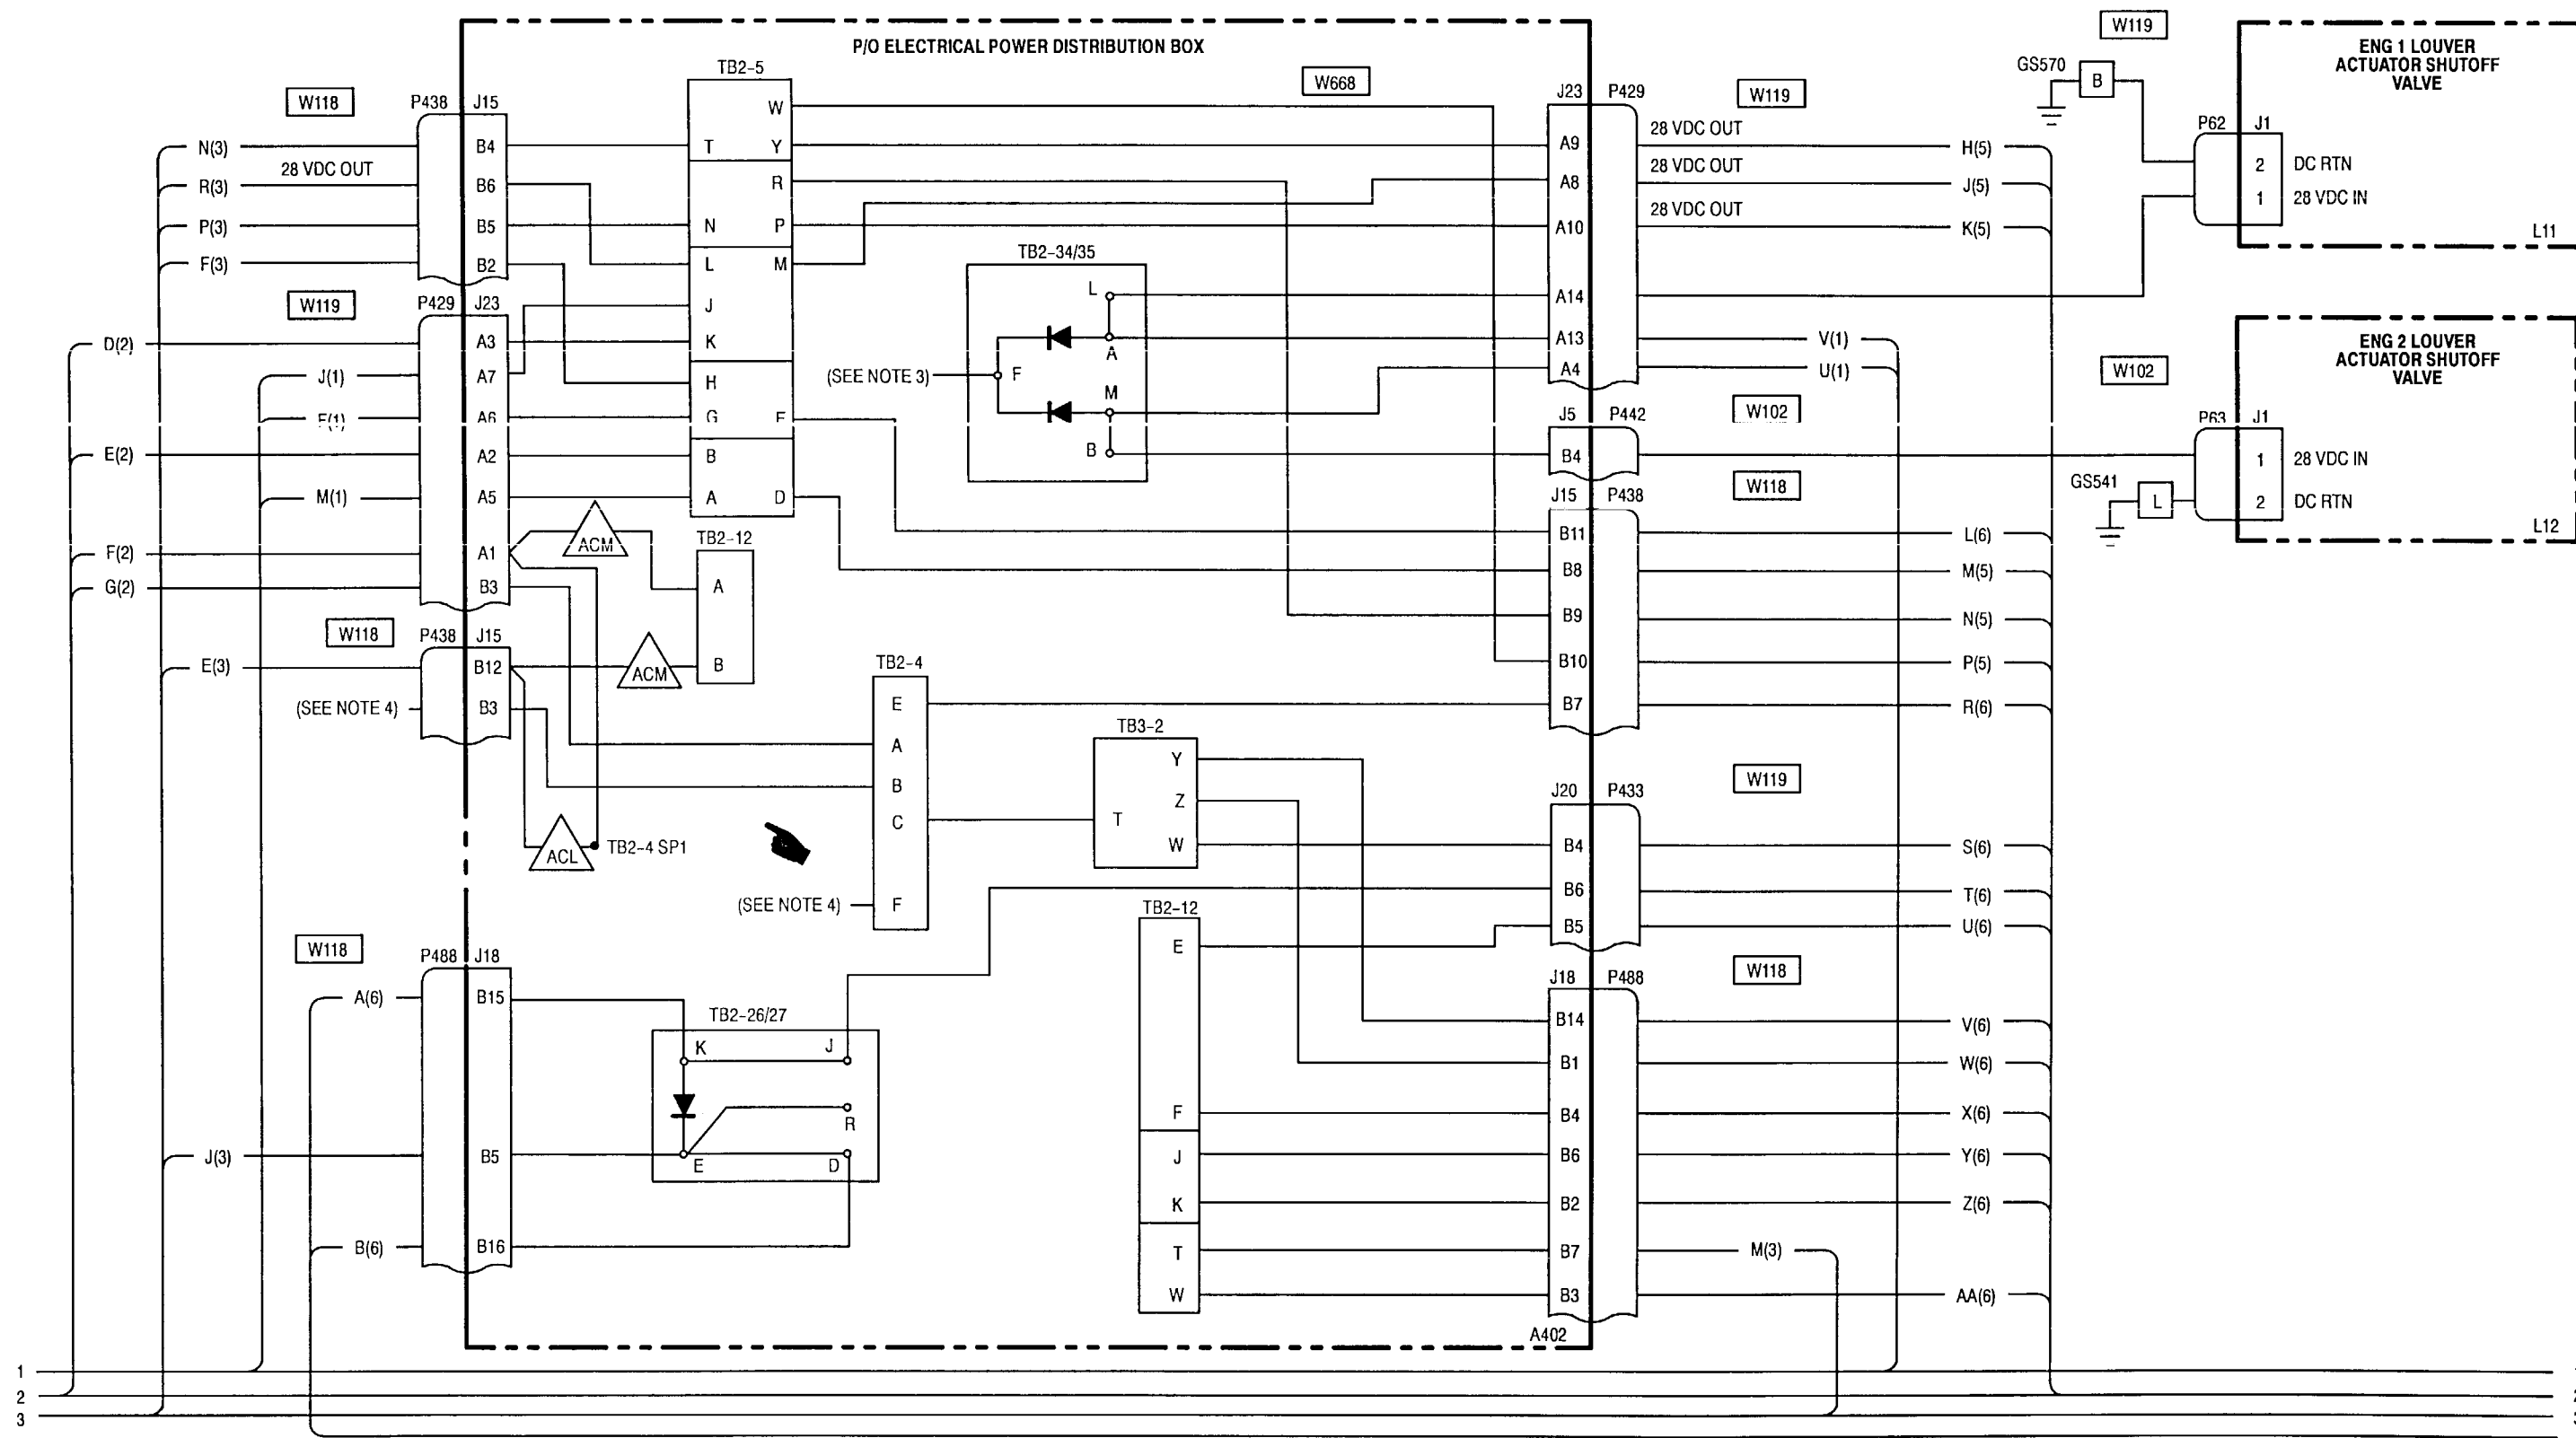 P/O ELECTRICAL POWER DISTRIBUTION BOX
W118
P438 J15
N(3) B4
28 VDC OUT
R(3) B6
P(3) B5
F(3) B2
W119
P429 J23
D(2) A3
J(1) A7
F(1) A6
E(2) A2
M(1) A5
F(2) A1
G(2) B3
W118
P438 J15
E(3) B12
(SEE NOTE 4) B3
W118
P488 J18
A(6) B15
J(3) B5
B(6) B16
TB2-5
W
T Y
R
N P
L M
J
K
H
G
B
A D
ACM
TB2-12
A
ACM
B
ACL
TB2-4 SP1
TB2-4
E
A
B
C
(SEE NOTE 4) F
TB2-26/27
K J
R
E D
W668
TB2-34/35
L
A
(SEE NOTE 3) F
M
B
TB3-2
Y
Z
T
W
TB2-12
E
F
J
K
T
W
J23 P429
W119
28 VDC OUT
A9 H(5)
28 VDC OUT
A8 J(5)
28 VDC OUT
A10 K(5)
A14
A13 V(1)
A4 U(1)
J5 P442
W102
B4
W118
J15 P438
B11 L(6)
B8 M(5)
B9 N(5)
B10 P(5)
B7 R(6)
W119
J20 P433
B4 S(6)
B6 T(6)
B5 U(6)
W118
J18 P488
B14 V(6)
B1 W(6)
B4 X(6)
B6 Y(6)
B2 Z(6)
B7 M(3)
B3 AA(6)
A402
W119
GS570
B
ENG 1 LOUVER
ACTUATOR SHUTOFF
VALVE
P62 J1
2 DC RTN
1 28 VDC IN
L11
W102
ENG 2 LOUVER
ACTUATOR SHUTOFF
VALVE
P63 J1
1 28 VDC IN
GS541
L
2 DC RTN
L12
1
2
3